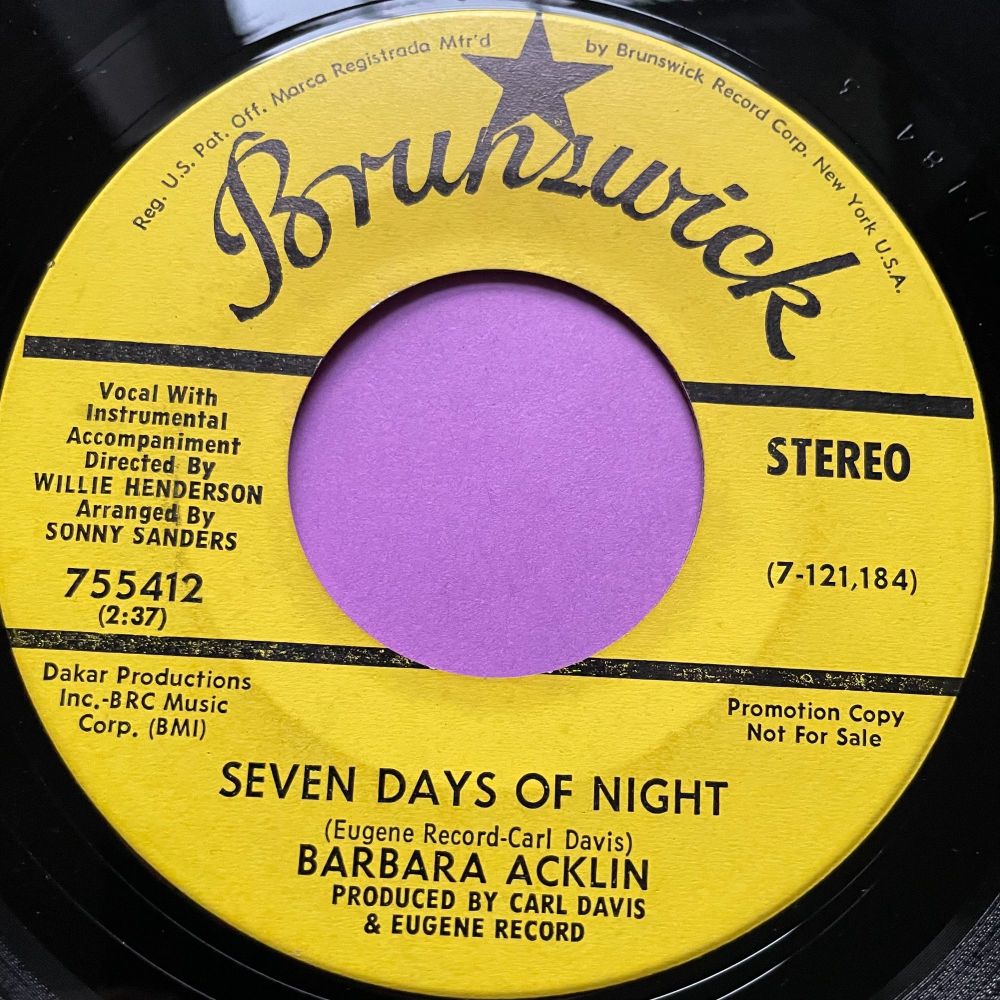 Reg. U.S. Pat. Off. Marca Registrada Mfr'd by Brunswick Record Corp. New York U.S.A.
Brunswick
Vocal With
Instrumental
Accompaniment
Directed By
WILLIE HENDERSON
Arranged By
SONNY SANDERS
755412
(2:37)
STEREO
(7-121,184)
Dakar Productions
Inc.-BRC Music
Corp. (BMI)
Promotion Copy
Not For Sale
SEVEN DAYS OF NIGHT
(Eugene Record-Carl Davis)
BARBARA ACKLIN
PRODUCED BY CARL DAVIS
& EUGENE RECORD